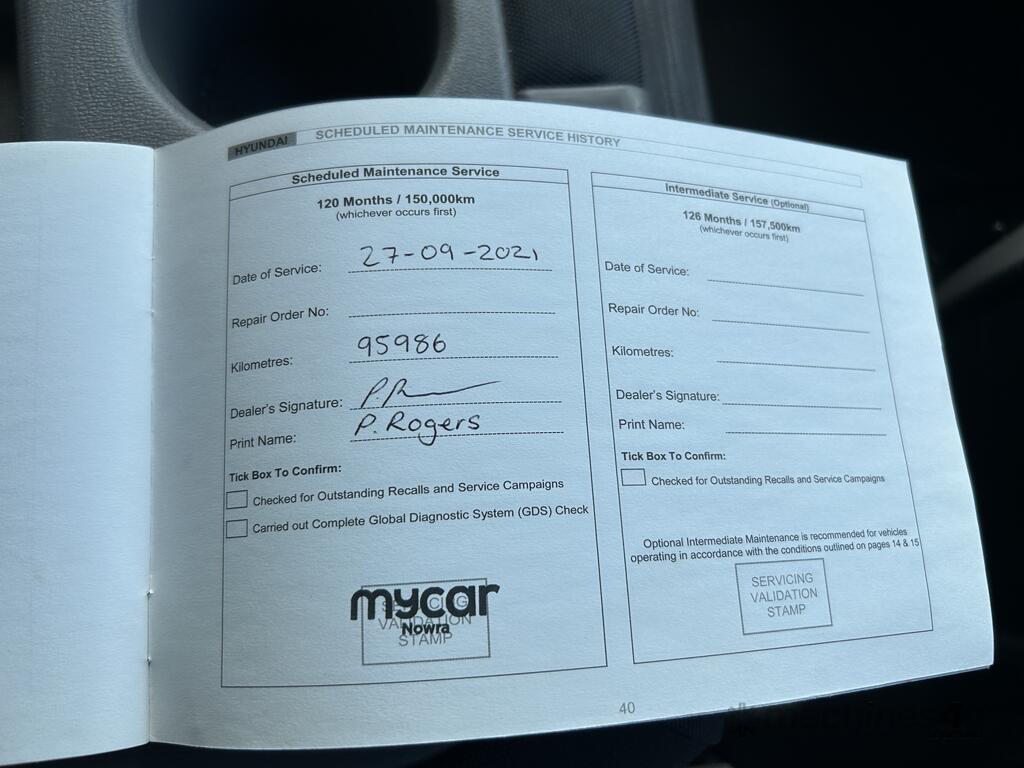 HYUNDAI SCHEDULED MAINTENANCE SERVICE HISTORY
Scheduled Maintenance Service
120 Months / 150,000km
(whichever occurs first)
Date of Service: 27-09-2021
Repair Order No:
Kilometres: 95986
Dealer's Signature:
Print Name: P. Rogers
Tick Box To Confirm:
Checked for Outstanding Recalls and Service Campaigns
Carried out Complete Global Diagnostic System (GDS) Check
mycar
Nowra
SERVICING
VALIDATION
STAMP
Intermediate Service (Optional)
126 Months / 157,500km
(whichever occurs first)
Date of Service:
Repair Order No:
Kilometres:
Dealer's Signature:
Print Name:
Tick Box To Confirm:
Checked for Outstanding Recalls and Service Campaigns
Optional Intermediate Maintenance is recommended for vehicles
operating in accordance with the conditions outlined on pages 14 & 15
SERVICING
VALIDATION
STAMP
40